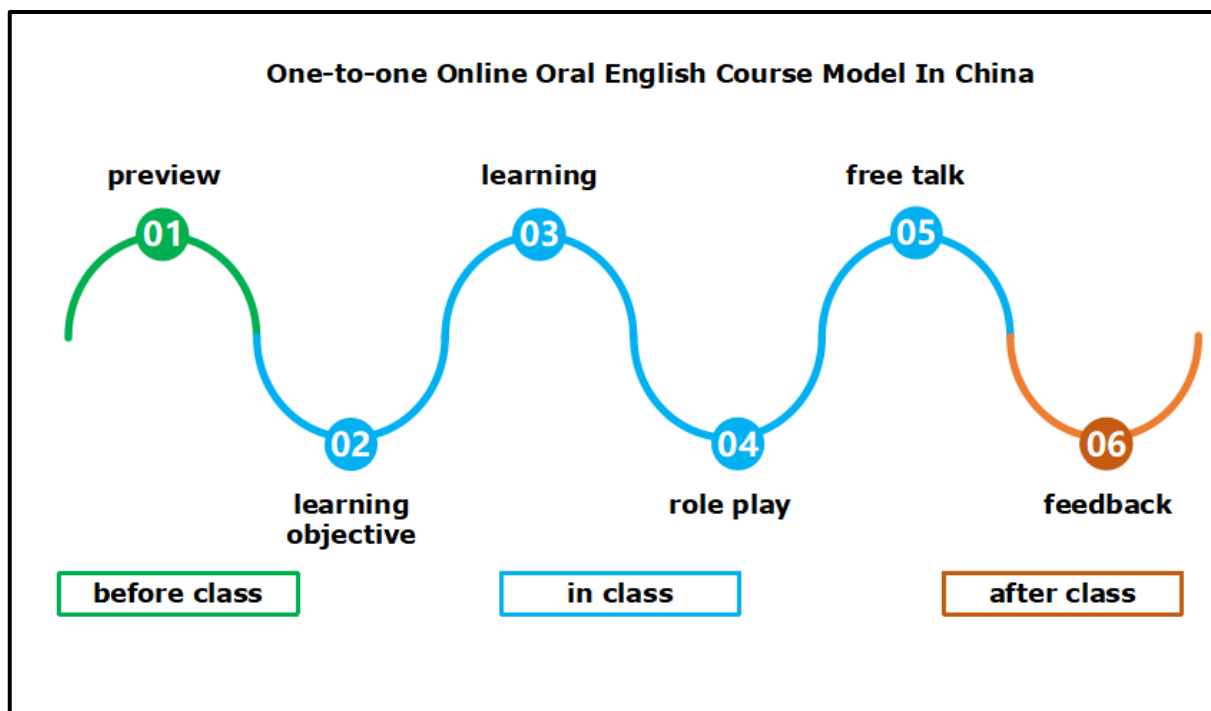 One-to-one Online Oral English Course Model In China
preview
learning
free talk
01
03
05
02
04
06
learning
objective
role play
feedback
before class
in class
after class